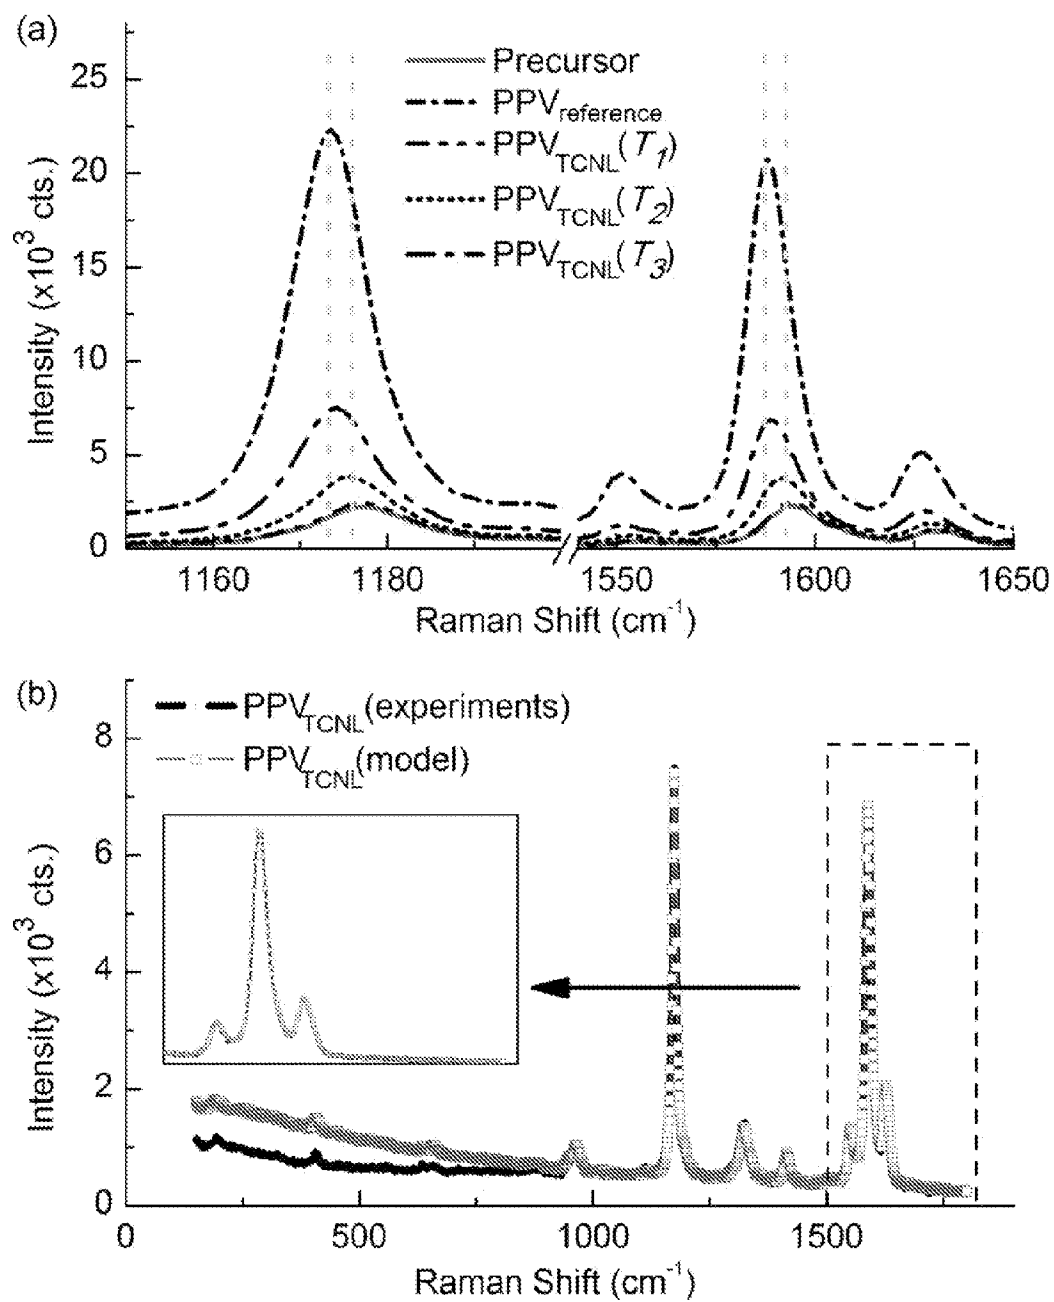 (a)
Precursor
PPVreference
PPVTCNL(T1)
PPVTCNL(T2)
PPVTCNL(T3)
25
20
15
10
5
0
Intensity (x10³ cts.)
1160 1180 1550 1600 1650
Raman Shift (cm⁻¹)
(b)
PPVTCNL(experiments)
PPVTCNL(model)
8
6
4
2
0
Intensity (x10³ cts.)
0 500 1000 1500
Raman Shift (cm⁻¹)